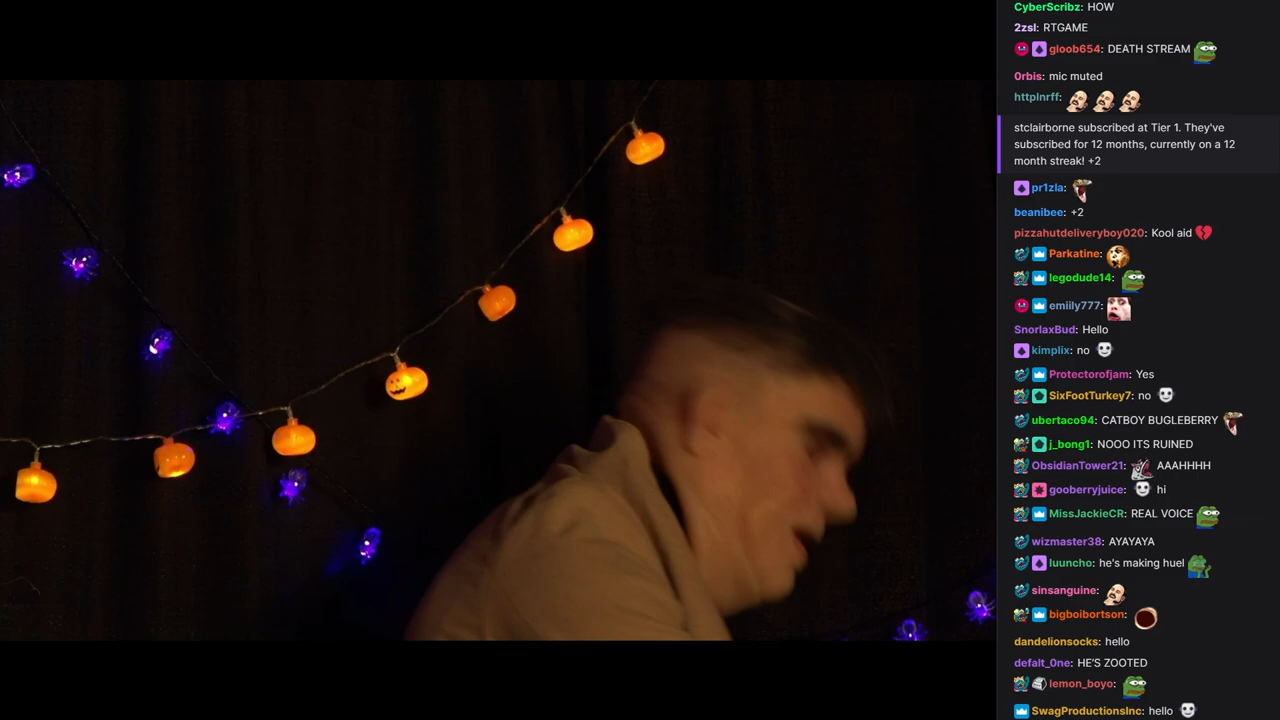 CyberScribz: HOW
2zsl: RTGAME
gloob654: DEATH STREAM
0rbis: mic muted
httplnrff:
stclairborne subscribed at Tier 1. They've
subscribed for 12 months, currently on a 12
month streak! +2
pr1zla:
beanibee: +2
pizzahutdeliveryboy020: Kool aid
Parkatine:
legodude14:
emiily777:
SnorlaxBud: Hello
kimplix: no
Protectorofjam: Yes
SixFootTurkey7: no
ubertaco94: CATBOY BUGLEBERRY
j_bong1: NOOO ITS RUINED
ObsidianTower21: AAAHHHH
gooberryjuice: hi
MissJackieCR: REAL VOICE
wizmaster38: AYAYAYA
luuncho: he's making huel
sinsanguine:
bigboibortson:
dandelionsocks: hello
defalt_0ne: HE'S ZOOTED
lemon_boyo:
SwagProductionsInc: hello